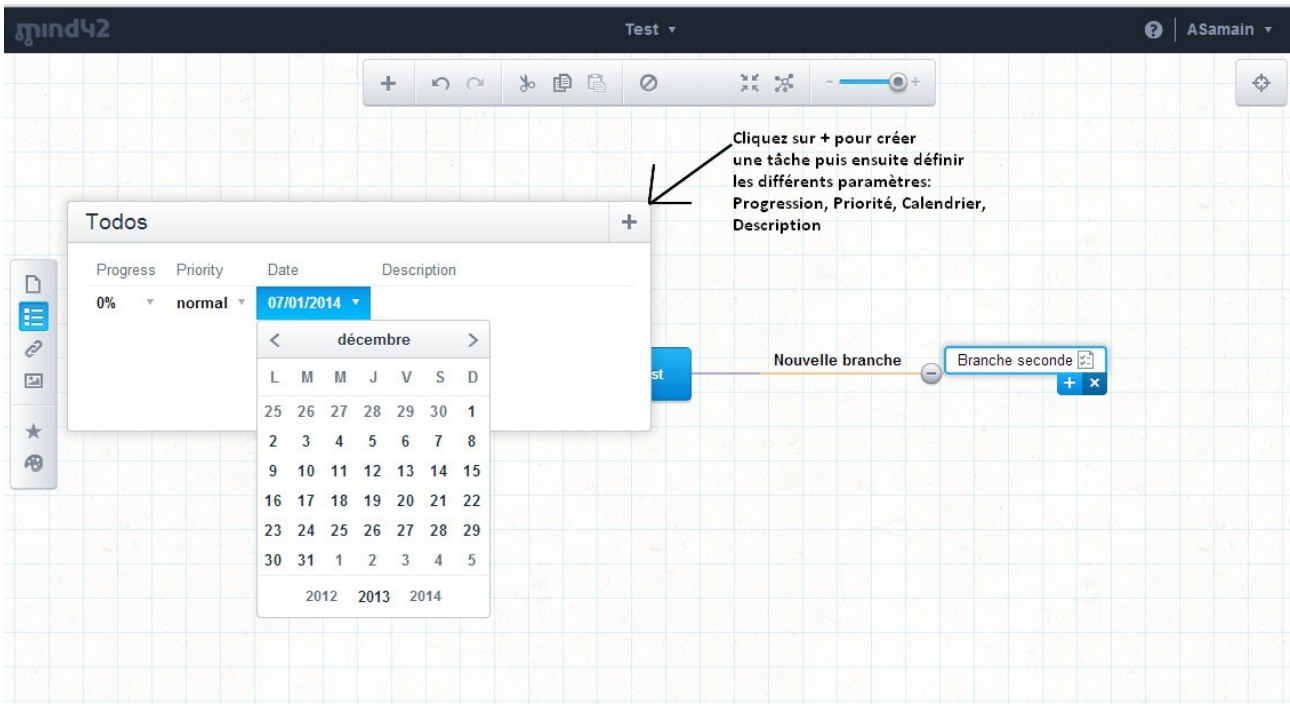 mind42
Test
ASamain
- +
Cliquez sur + pour créer
une tâche puis ensuite définir
les différents paramètres:
Progression, Priorité, Calendrier,
Description
Todos +
Progress Priority Date Description
0% normal 07/01/2014
< décembre >
L M M J V S D
25 26 27 28 29 30 1
2 3 4 5 6 7 8
9 10 11 12 13 14 15
16 17 18 19 20 21 22
23 24 25 26 27 28 29
30 31 1 2 3 4 5
2012 2013 2014
st
Nouvelle branche
Branche seconde